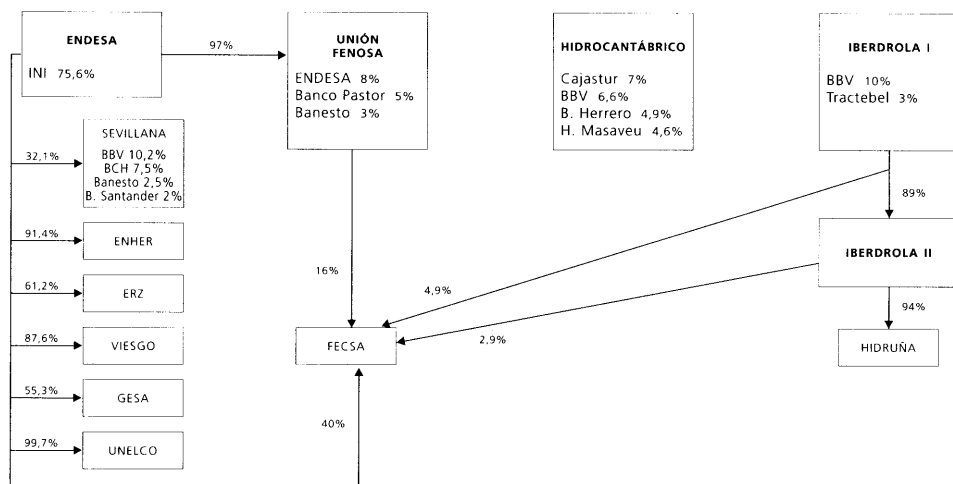 ENDESA
INI 75,6%
97%
UNIÓN
FENOSA
ENDESA 8%
Banco Pastor 5%
Banesto 3%
HIDROCANTÁBRICO
Cajastur 7%
BBV 6,6%
B. Herrero 4,9%
H. Masaveu 4,6%
IBERDROLA I
BBV 10%
Tractebel 3%
32,1%
SEVILLANA
BBV 10,2%
BCH 7,5%
Banesto 2,5%
B. Santander 2%
89%
91,4%
ENHER
IBERDROLA II
61,2%
ERZ
16%
4,9%
94%
87,6%
VIESGO
FECSA
2,9%
HIDRUÑA
55,3%
GESA
40%
99,7%
UNELCO